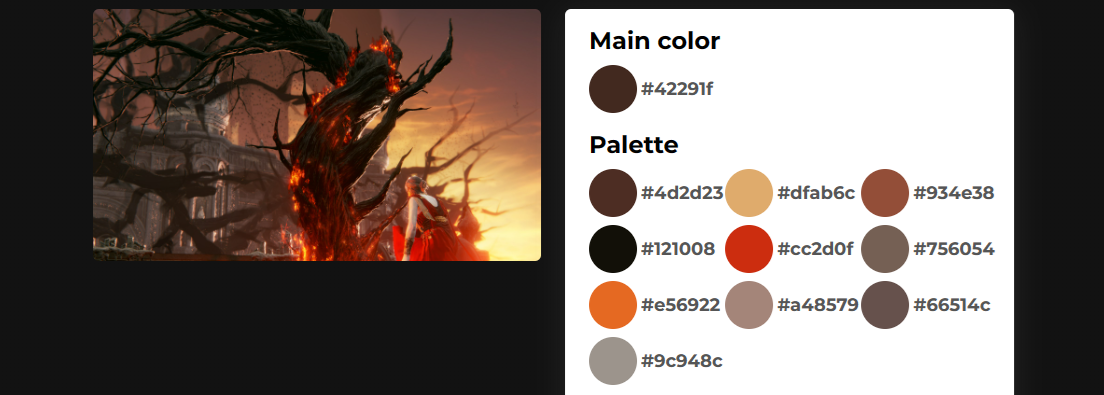 Main color
#42291f
Palette
#4d2d23 #dfab6c #934e38
#121008 #cc2d0f #756054
#e56922 #a48579 #66514c
#9c948c